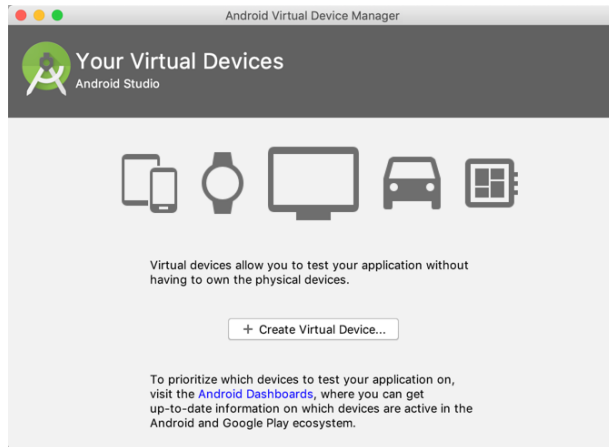 Android Virtual Device Manager
Your Virtual Devices
Android Studio
Virtual devices allow you to test your application without
having to own the physical devices.
+ Create Virtual Device...
To prioritize which devices to test your application on,
visit the Android Dashboards, where you can get
up-to-date information on which devices are active in the
Android and Google Play ecosystem.